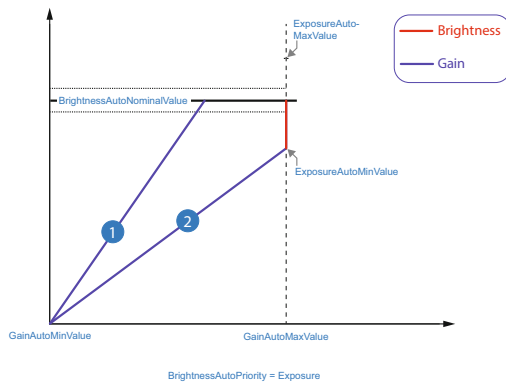 ExposureAuto-
MaxValue
Brightness
Gain
BrightnessAutoNominalValue
ExposureAutoMinValue
1
2
GainAutoMinValue
GainAutoMaxValue
BrightnessAutoPriority = Exposure